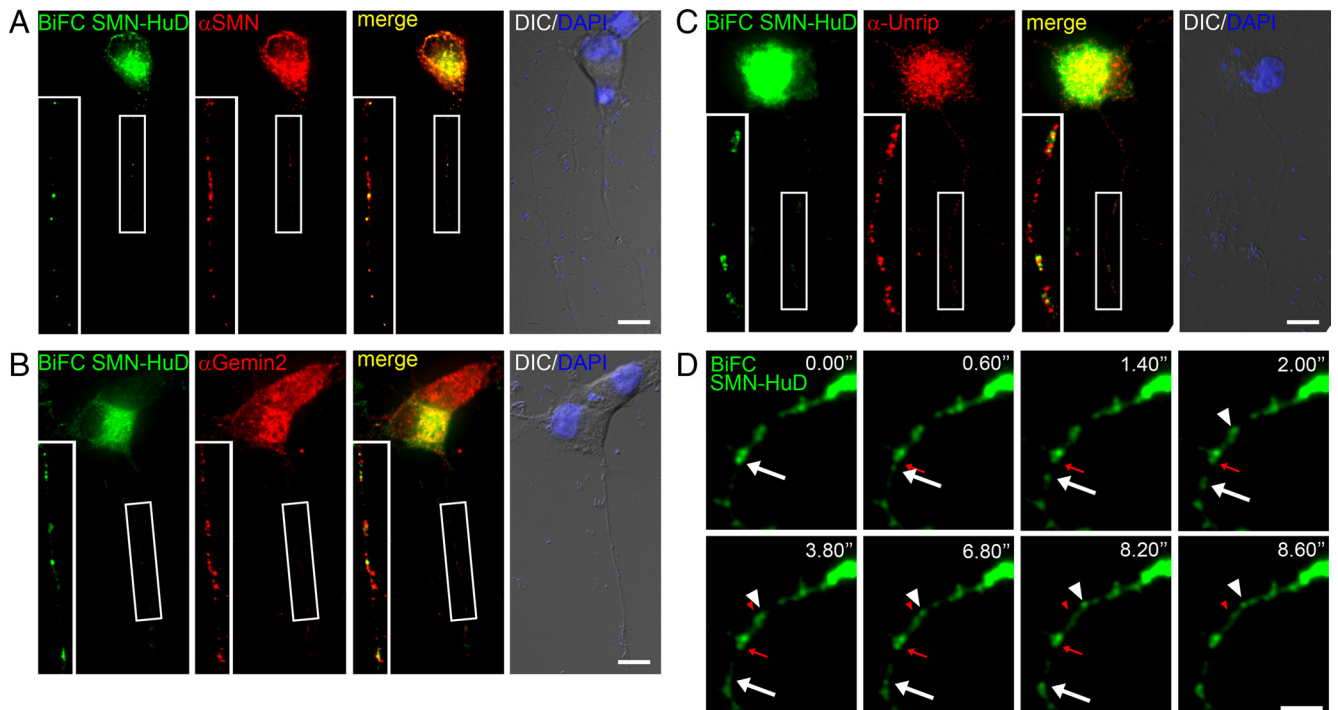 A
BiFC SMN-HuD αSMN merge DIC/DAPI
B
BiFC SMN-HuD αGemin2 merge DIC/DAPI
C
BiFC SMN-HuD α-Unrip merge DIC/DAPI
D
BiFC
SMN-HuD
0.00” 0.60” 1.40” 2.00”
3.80” 6.80” 8.20” 8.60”